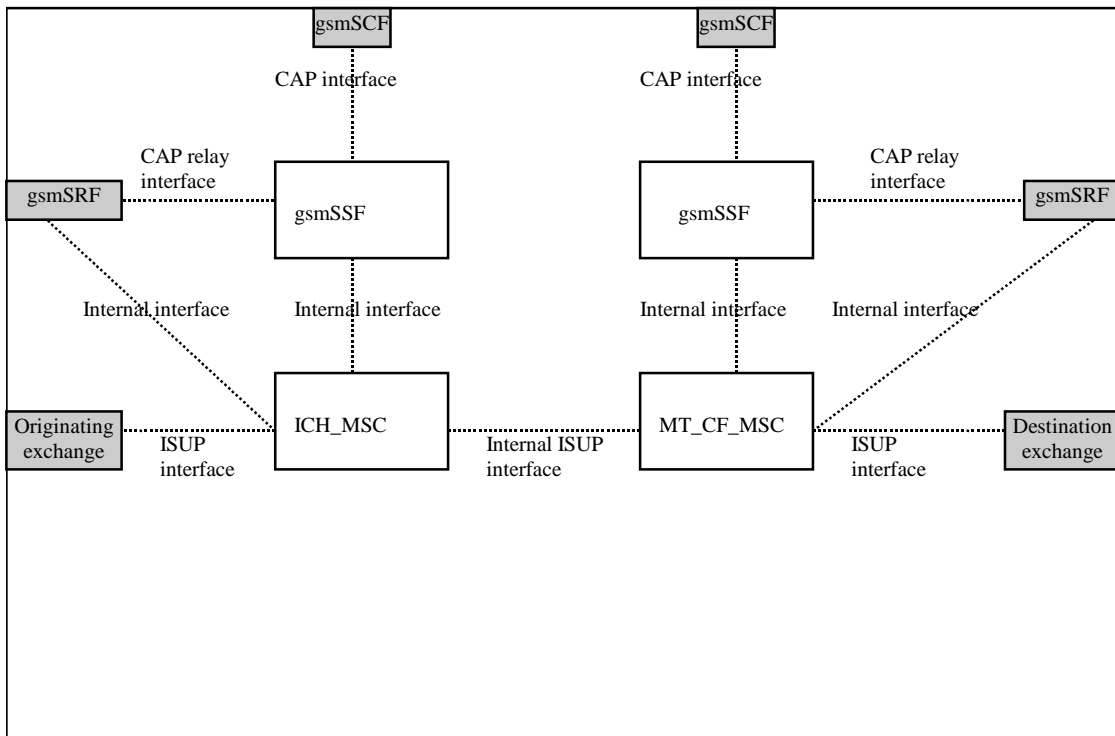 gsmSCF
gsmSCF
CAP interface
CAP interface
CAP relay
interface
CAP relay
interface
gsmSRF
gsmSSF
gsmSSF
gsmSRF
Internal interface
Internal interface
Internal interface
Internal interface
Originating
exchange
ISUP
interface
ICH_MSC
Internal ISUP
interface
MT_CF_MSC
ISUP
interface
Destination
exchange